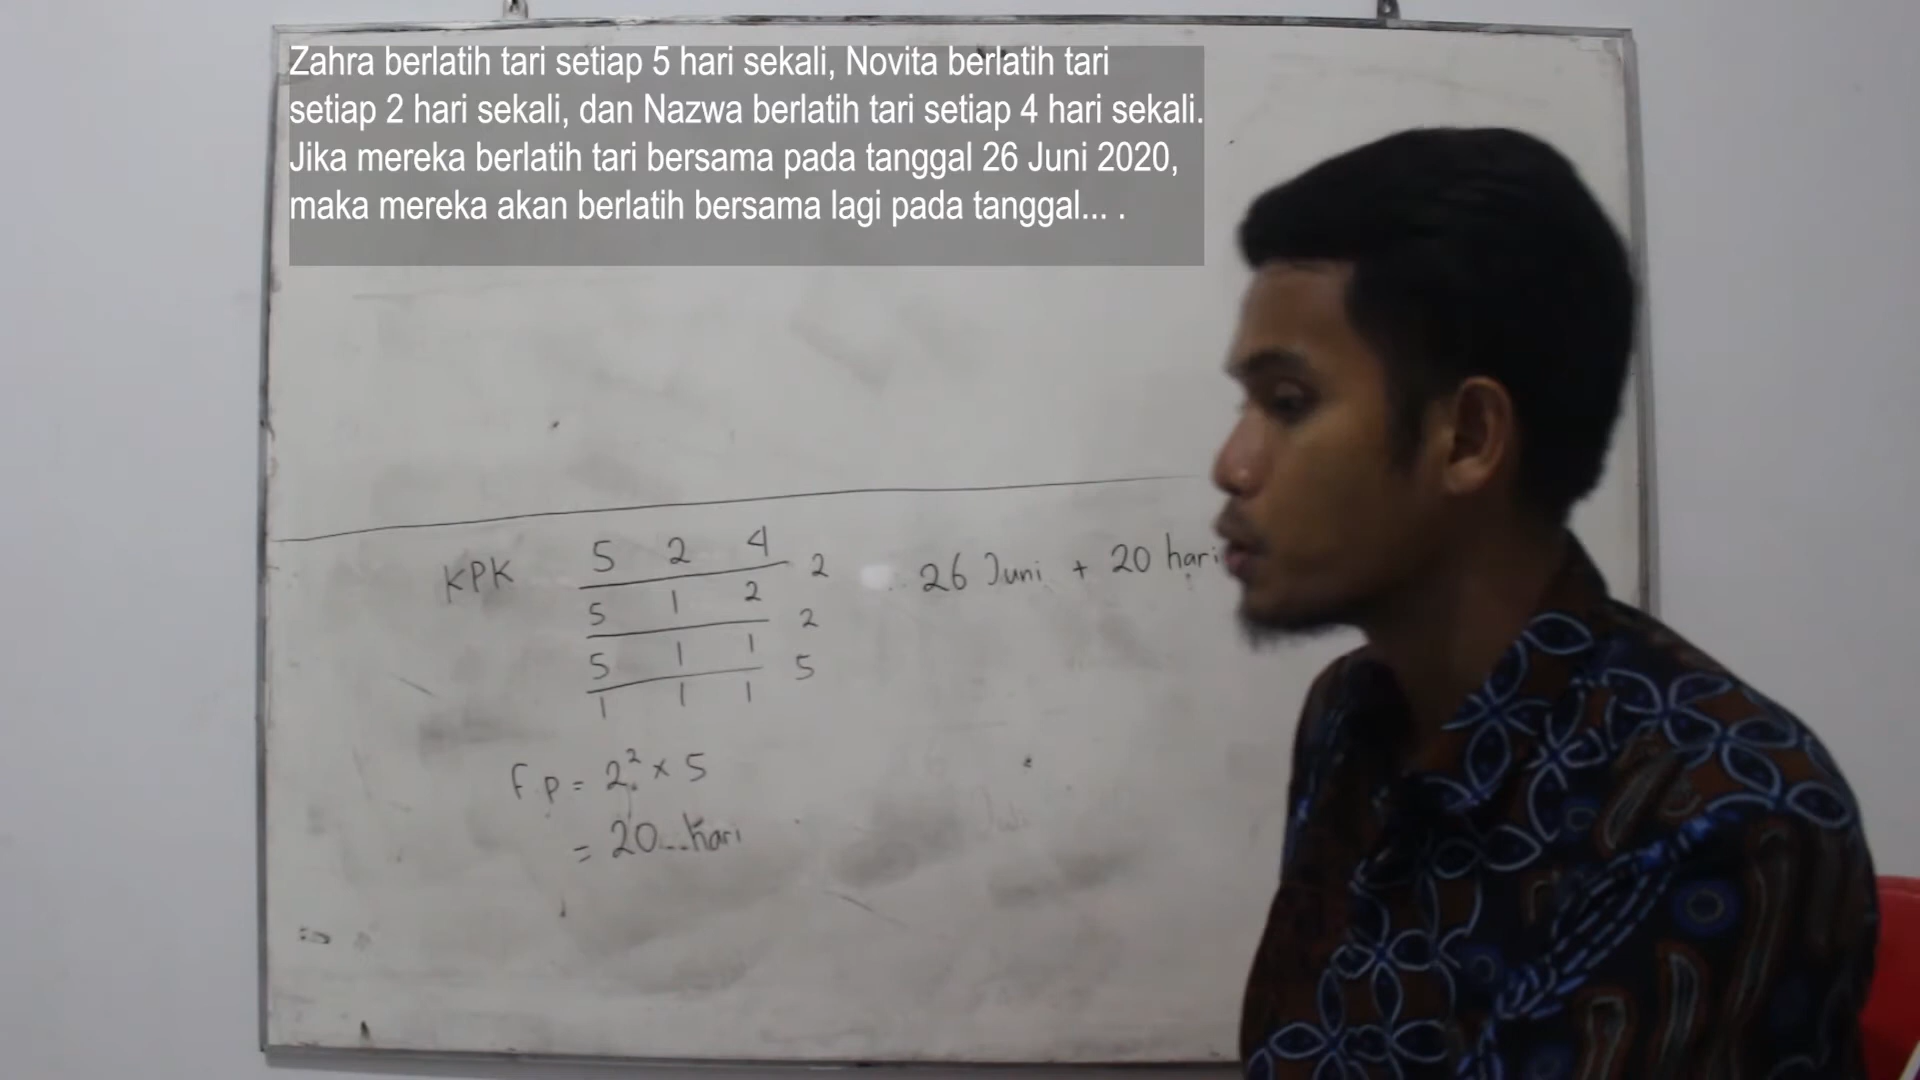 Zahra berlatih tari setiap 5 hari sekali, Novita berlatih tari
setiap 2 hari sekali, dan Nazwa berlatih tari setiap 4 hari sekali.
Jika mereka berlatih tari bersama pada tanggal 26 Juni 2020,
maka mereka akan berlatih bersama lagi pada tanggal... .
KPK 5 2 4 2
5 1 2 2
5 1 1 5
1 1 1
26 Juni + 20 hari
FP = 2² × 5
= 20...hari